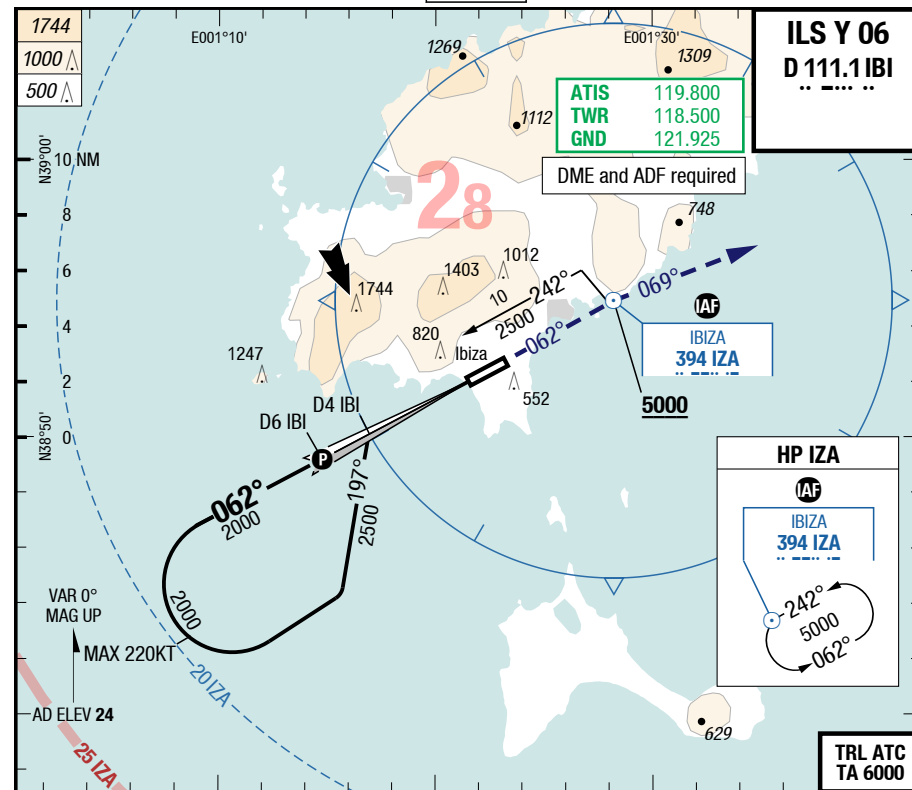 1744
1000
500
E001°10'
E001°30'
ILS Y 06
D 111.1 IBI
1269
1309
1112
ATIS 119.800
TWR 118.500
GND 121.925
DME and ADF required
N39°00'
10 NM
8
6
4
2
0
N38°50'
28
748
1744
1403
1012
820
1247
552
Ibiza
10
242°
2500
062°
069°
IAF
IBIZA
394 IZA
5000
D4 IBI
D6 IBI
P
062°
2000
197°
2500
2000
MAX 220KT
20 IZA
25 IZA
VAR 0°
MAG UP
AD ELEV 24
HP IZA
IAF
IBIZA
394 IZA
242°
5000
062°
629
TRL ATC
TA 6000